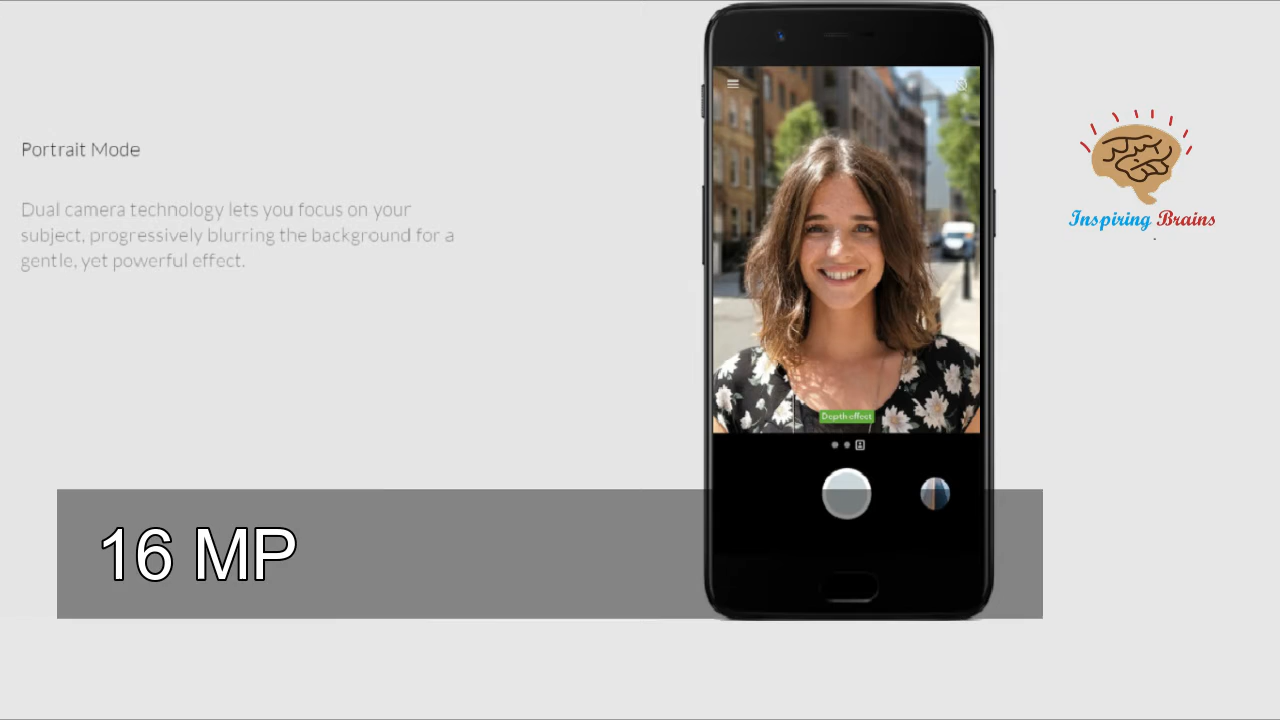 Portrait Mode
Dual camera technology lets you focus on your
subject, progressively blurring the background for a
gentle, yet powerful effect.
Inspiring Brains
Depth effect
16 MP